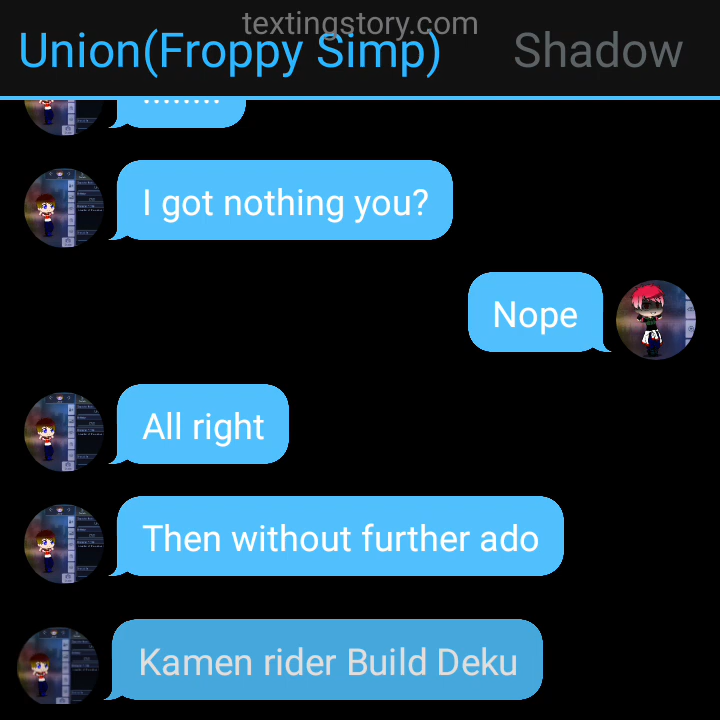 textingstory.com
Union(Froppy Simp) Shadow
........
I got nothing you?
Nope
All right
Then without further ado
Kamen rider Build Deku